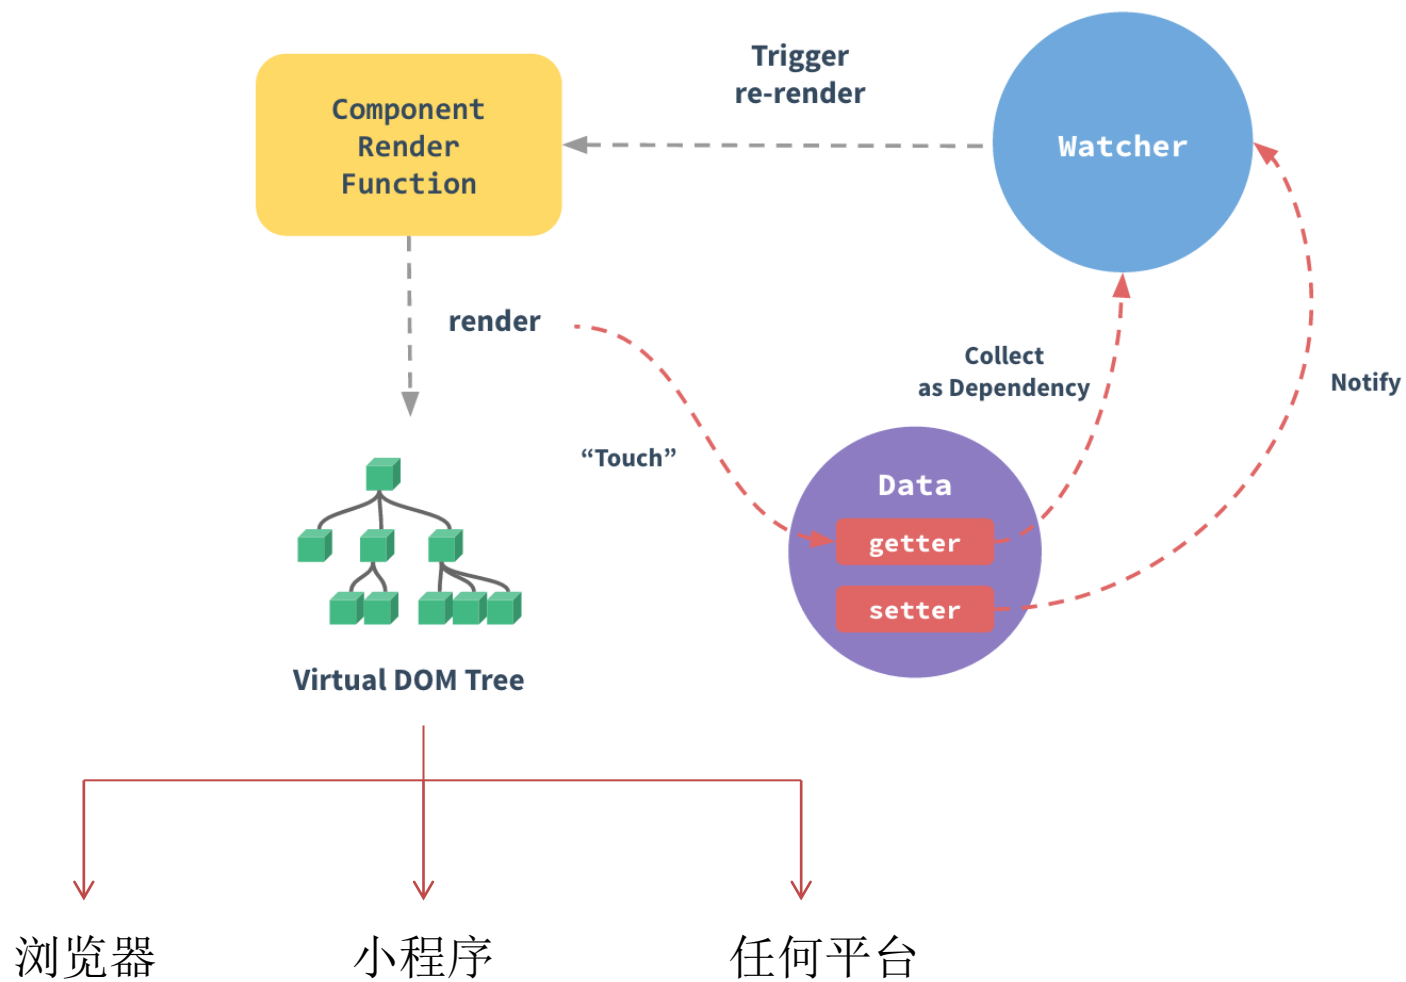 Trigger
re-render
Component
Render
Function
Watcher
render
Collect
as Dependency
Notify
“Touch”
Data
getter
setter
Virtual DOM Tree
浏览器
小程序
任何平台